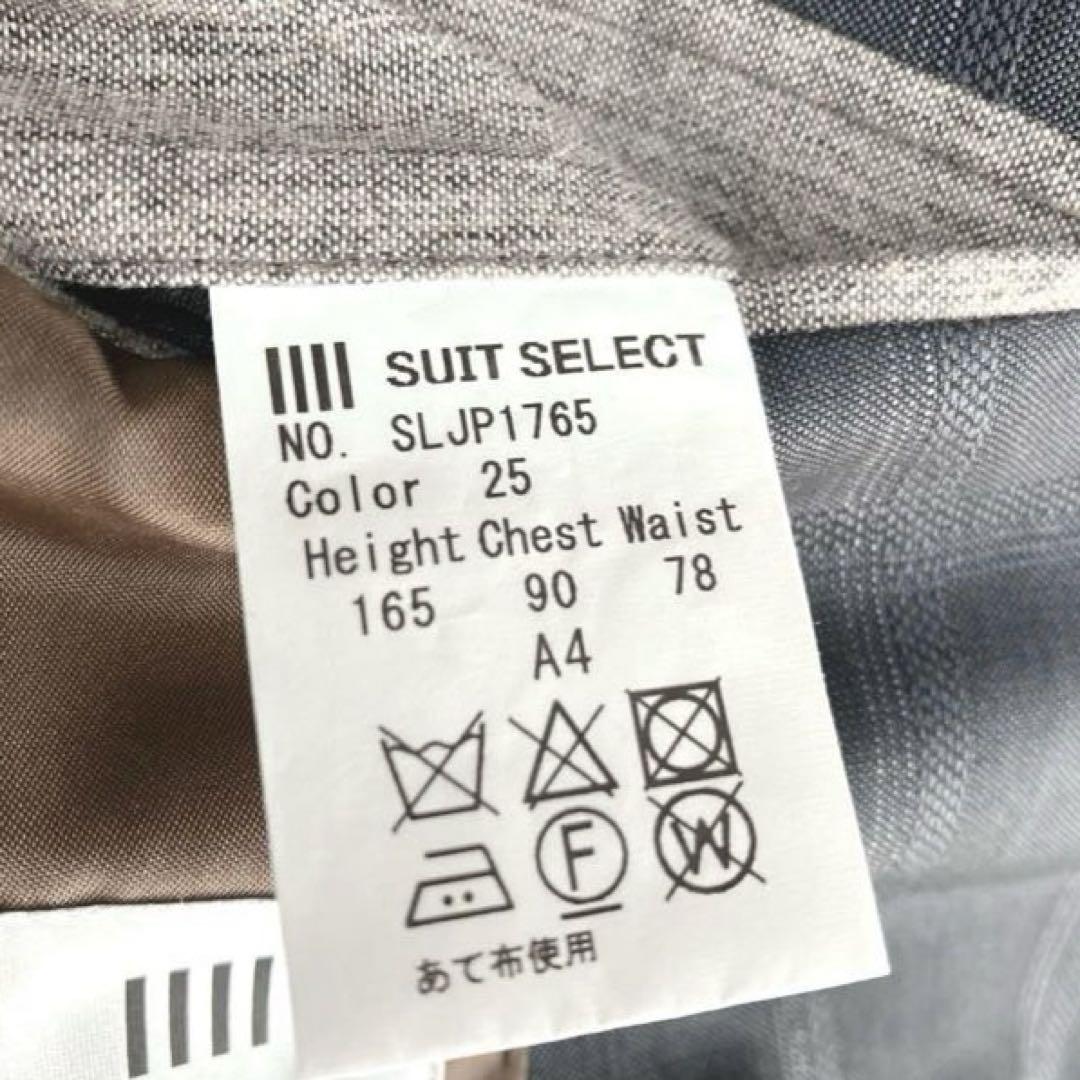 SUIT SELECT
NO. SLJP1765
Color 25
Height Chest Waist
165 90 78
A4
F W
あて布使用